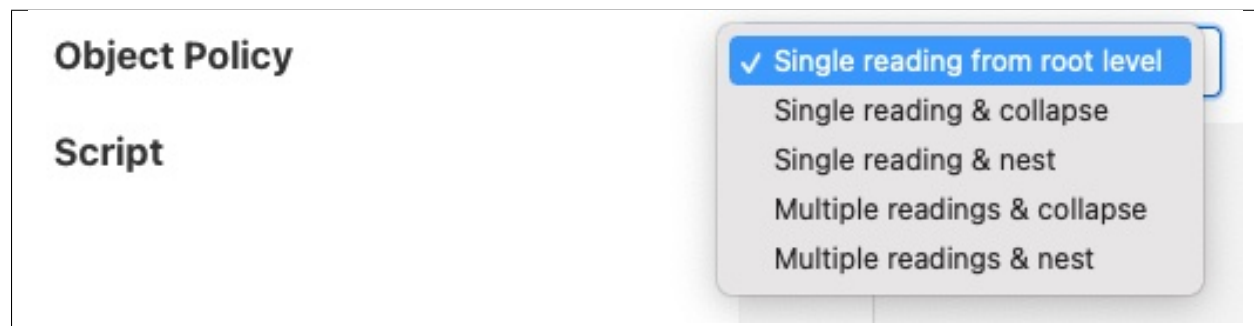 Object Policy
✓ Single reading from root level
Single reading & collapse
Script
Single reading & nest
Multiple readings & collapse
Multiple readings & nest